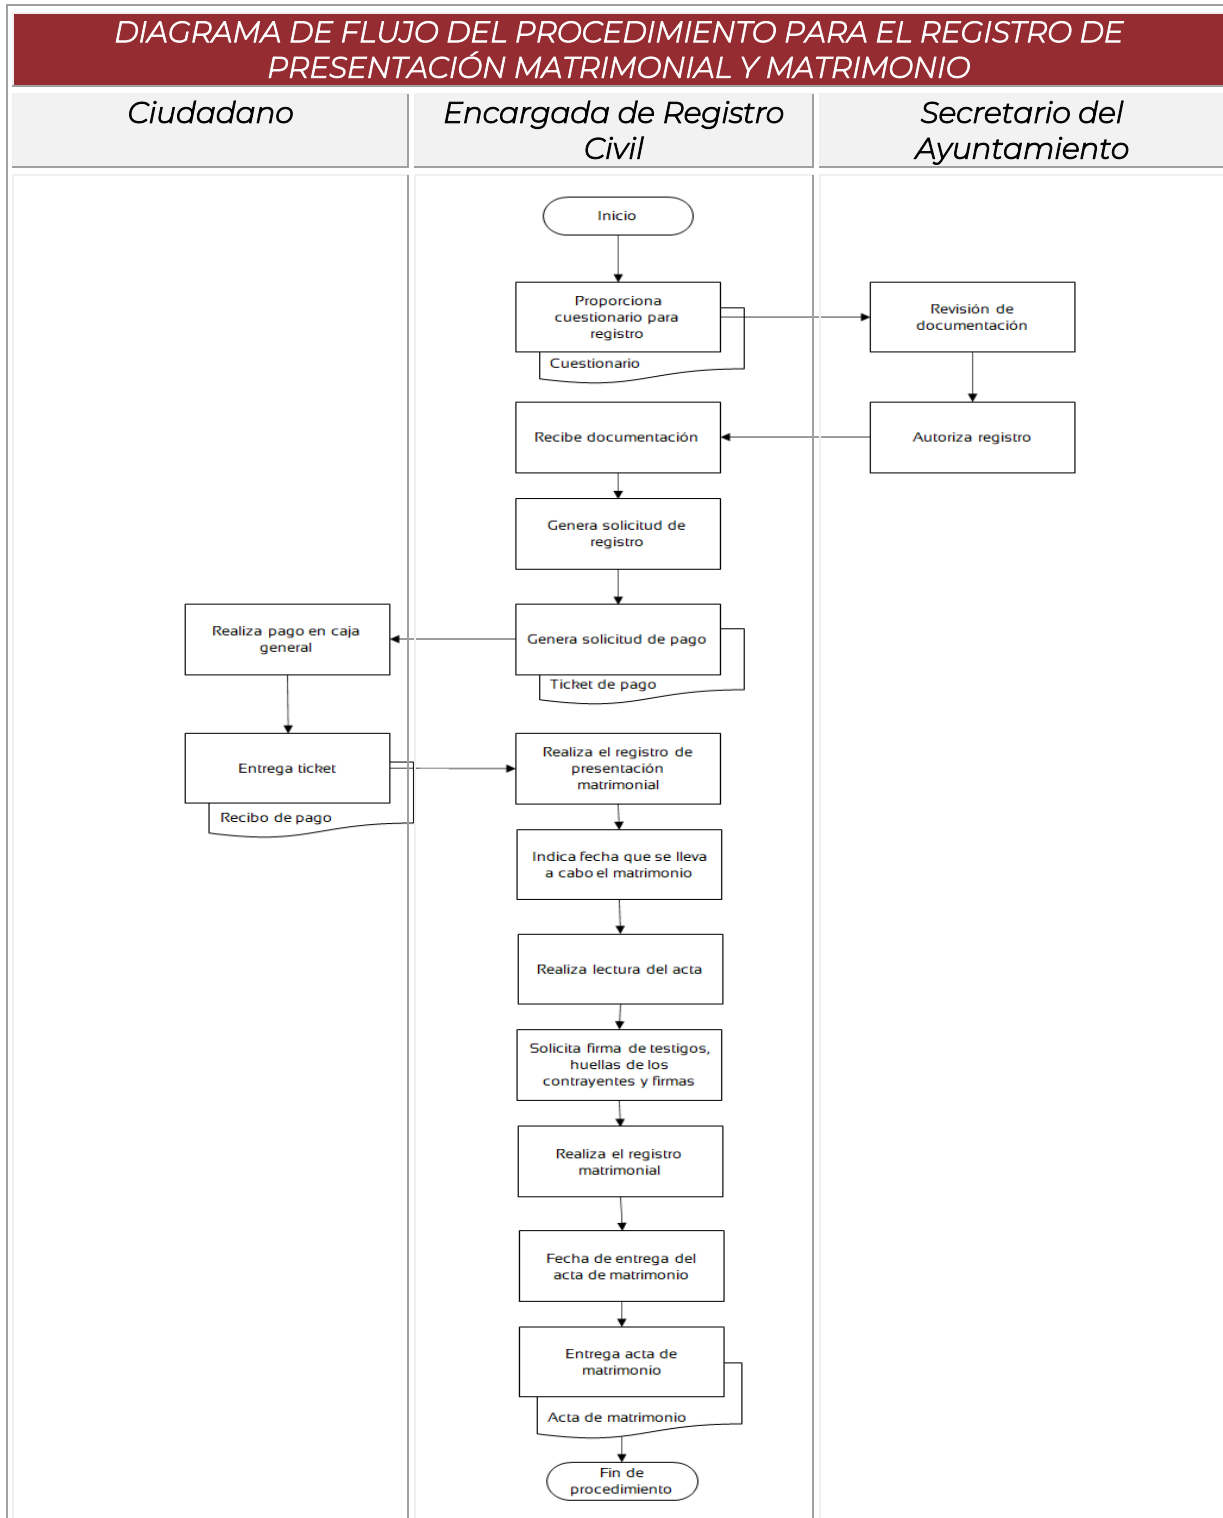 DIAGRAMA DE FLUJO DEL PROCEDIMIENTO PARA EL REGISTRO DE
PRESENTACIÓN MATRIMONIAL Y MATRIMONIO
Ciudadano
Encargada de Registro
Civil
Secretario del
Ayuntamiento
Inicio
Proporciona
cuestionario para
registro
Cuestionario
Revisión de
documentación
Autoriza registro
Recibe documentación
Genera solicitud de
registro
Genera solicitud de pago
Ticket de pago
Realiza pago en caja
general
Entrega ticket
Recibo de pago
Realiza el registro de
presentación
matrimonial
Indica fecha que se lleva
a cabo el matrimonio
Realiza lectura del acta
Solicita firma de testigos,
huellas de los
contrayentes y firmas
Realiza el registro
matrimonial
Fecha de entrega del
acta de matrimonio
Entrega acta de
matrimonio
Acta de matrimonio
Fin de
procedimiento